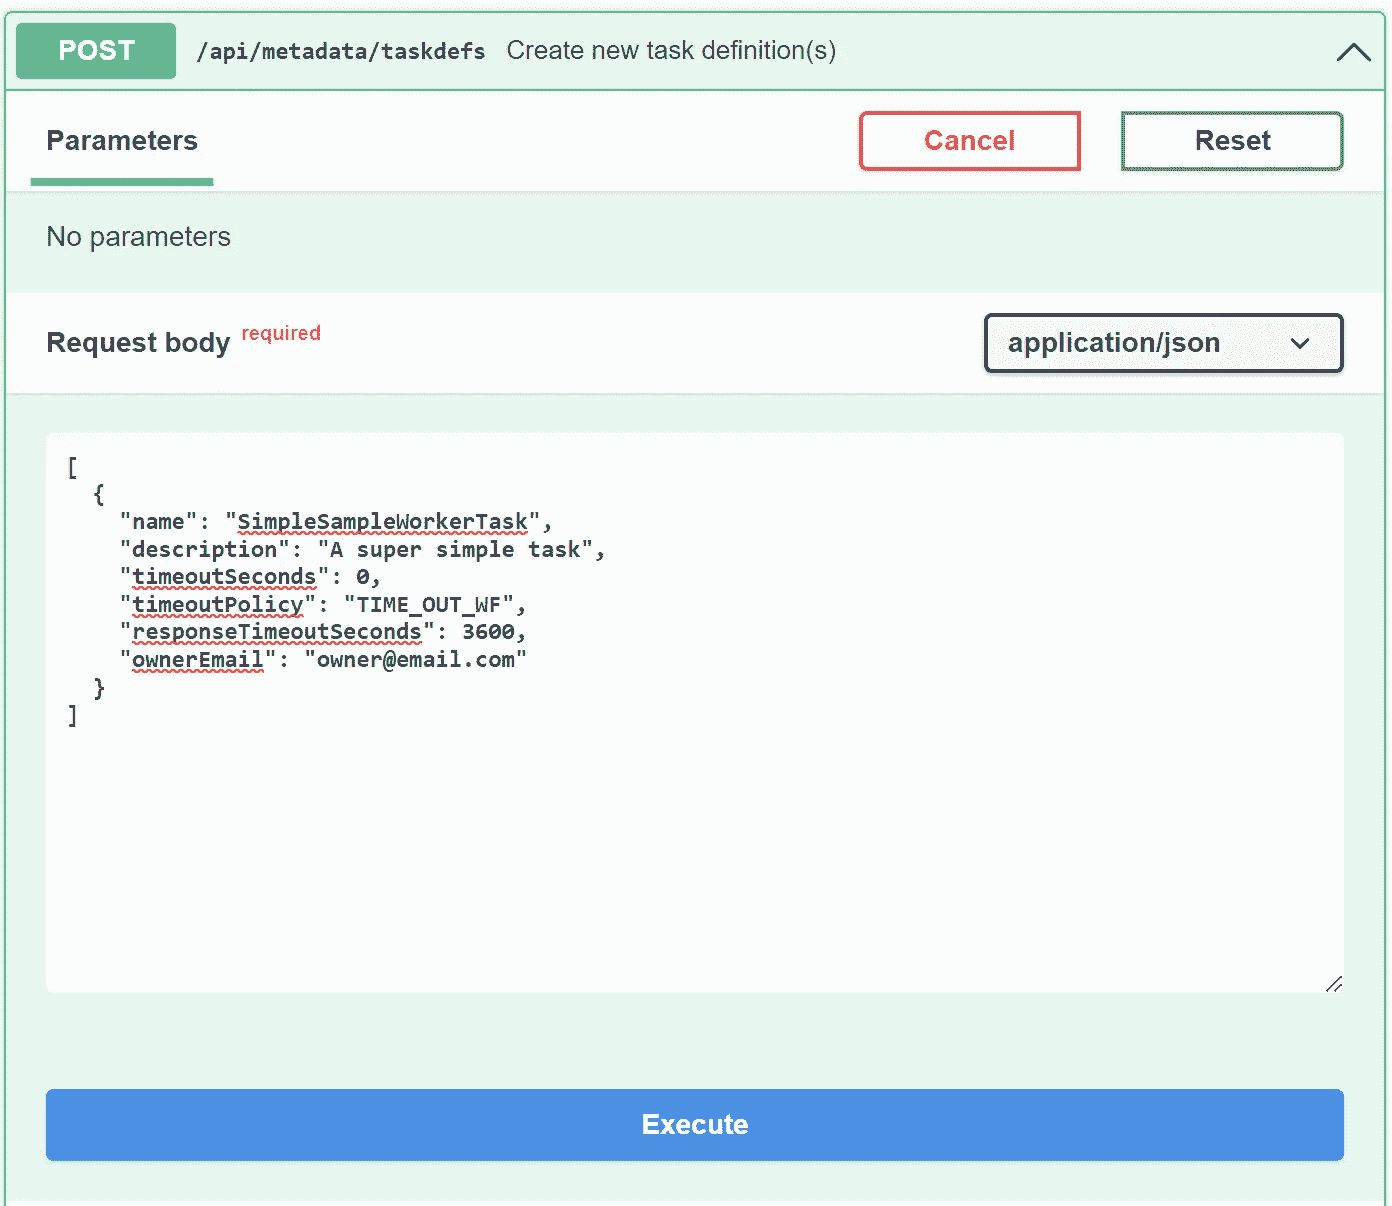 POST /api/metadata/taskdefs Create new task definition(s)
Parameters Cancel Reset
No parameters
Request body required application/json
[
{
"name": "SimpleSampleWorkerTask",
"description": "A super simple task",
"timeoutSeconds": 0,
"timeoutPolicy": "TIME_OUT_WF",
"responseTimeoutSeconds": 3600,
"ownerEmail": "owner@email.com"
}
]
Execute